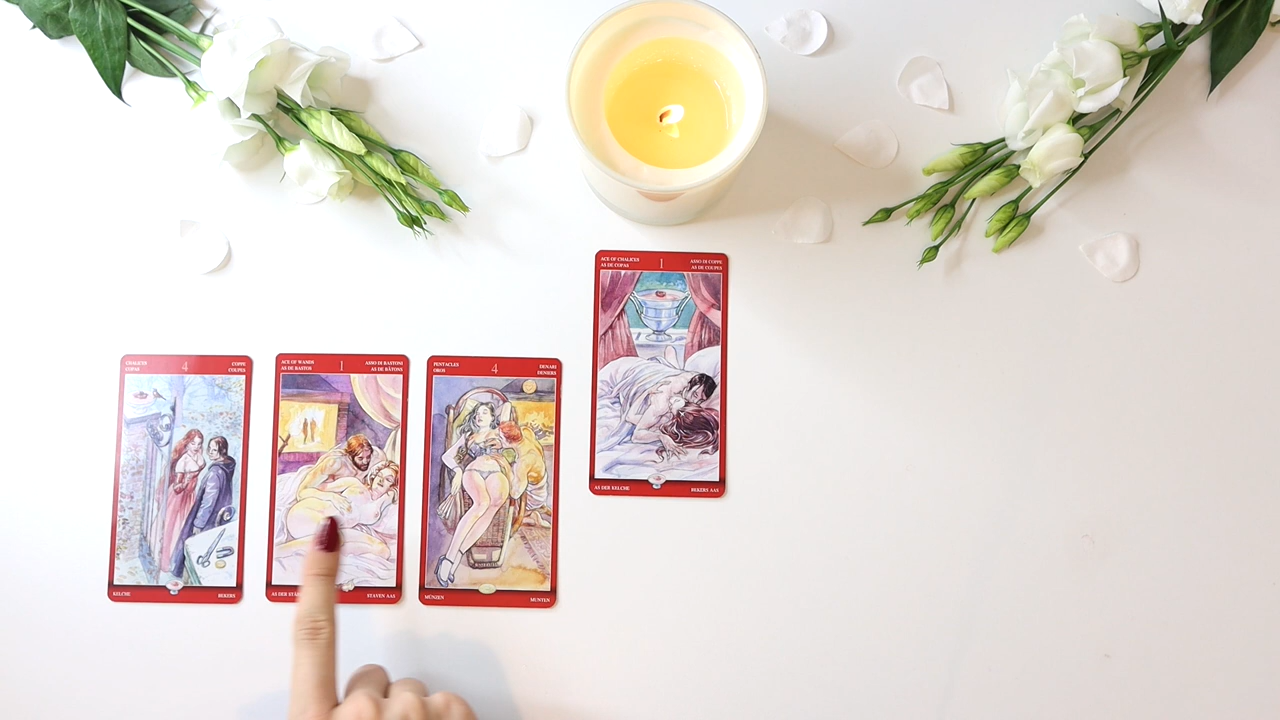 ACE OF CHALICES 1 ASSO DI COPPE
AS DE COPAS AS DE COUPES
AS DER KELCHE BEKERS AAS
CHALICES 4 COPPE
COPAS COUPES
KELCHE BEKERS
ACE OF WANDS 1 ASSO DI BASTONI
AS DE BASTOS AS DE BÂTONS
AS DER STAVEN AAS
PENTACLES 4 DENARI
OROS DENIERS
MÜNZEN MUNTEN